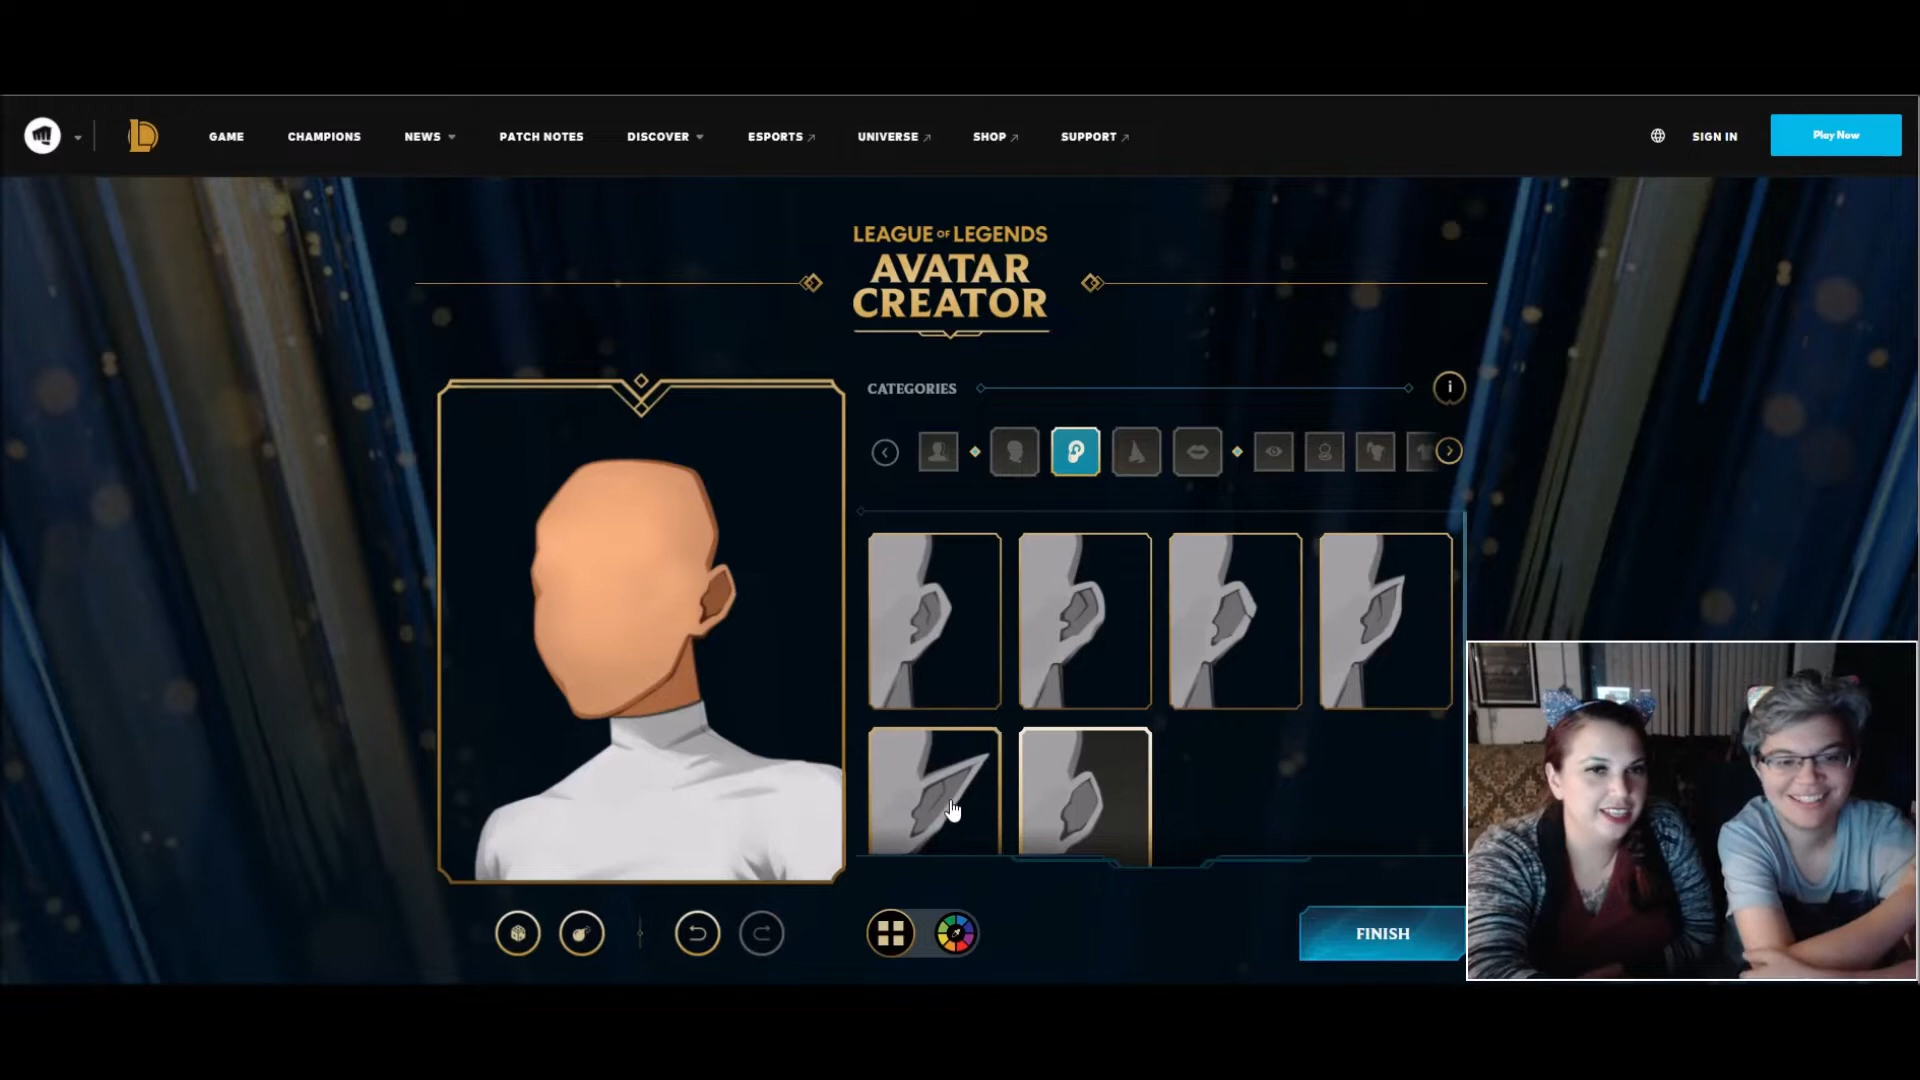 GAME
CHAMPIONS
NEWS
PATCH NOTES
DISCOVER
ESPORTS
UNIVERSE
SHOP
SUPPORT
SIGN IN
Play Now
LEAGUE OF LEGENDS
AVATAR
CREATOR
CATEGORIES
i
FINISH